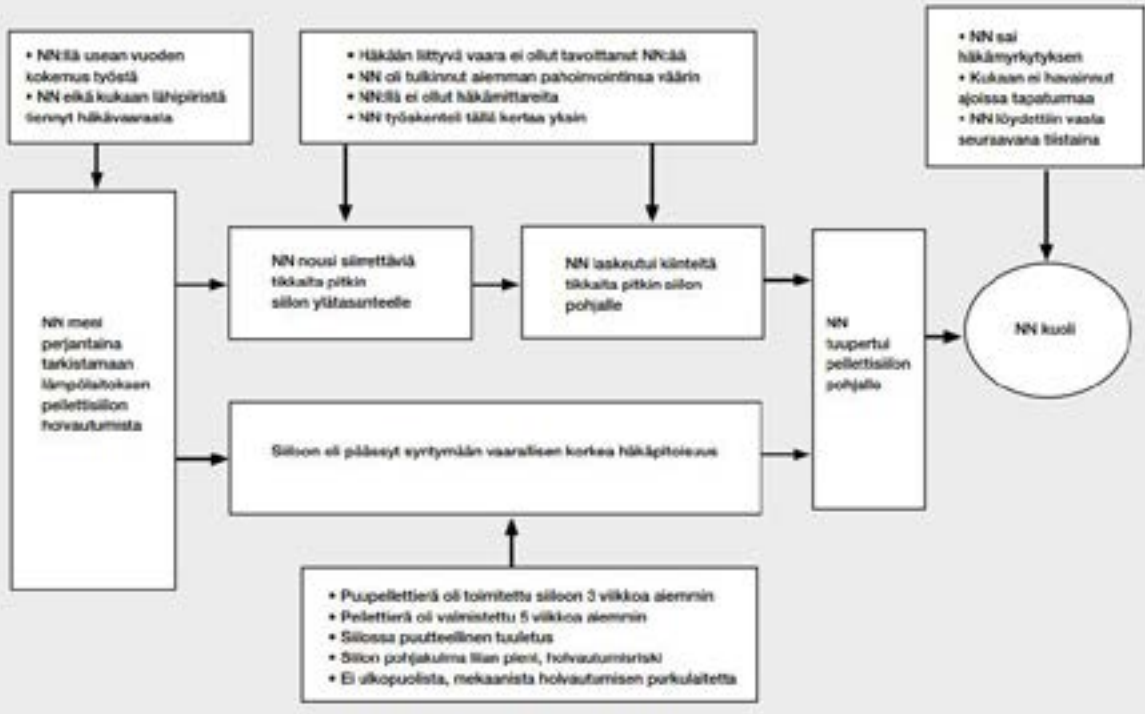 • NN:llä usean vuoden
kokemus työstä
• NN eikä kukaan lähipiiristä
tiennyt häkävaarasta
• Häkään liittyvä vaara ei ollut tavoittanut NN:ää
• NN oli tulkinnut aiemman pahoinvointinsa väärin
• NN:llä ei ollut häkämittareita
• NN työskenteli tällä kertaa yksin
• NN sai
häkämyrkytyksen
• Kukaan ei havainnut
ajoissa tapaturmaa
• NN löydettiin vasta
seuraavana tiistaina
NN meni
perjantaina
tarkistamaan
lämpölaitoksen
pellettisiilon
holvautumista
NN nousi siirrettäviä
tikkaita pitkin
siilon ylätasanteelle
NN laskeutui kiinteitä
tikkaita pitkin siilon
pohjalle
NN
tuupertui
pellettisiilon
pohjalle
NN kuoli
Siiloon oli päässyt syntymään vaarallisen korkea häkäpitoisuus
• Puupellettierä oli toimitettu siiloon 3 viikkoa aiemmin
• Pellettierä oli valmistettu 5 viikkoa aiemmin
• Siilossa puutteellinen tuuletus
• Siilon pohjakulma liian pieni, holvautumisriski
• Ei ulkopuolista, mekaanista holvautumisen purkulaitetta